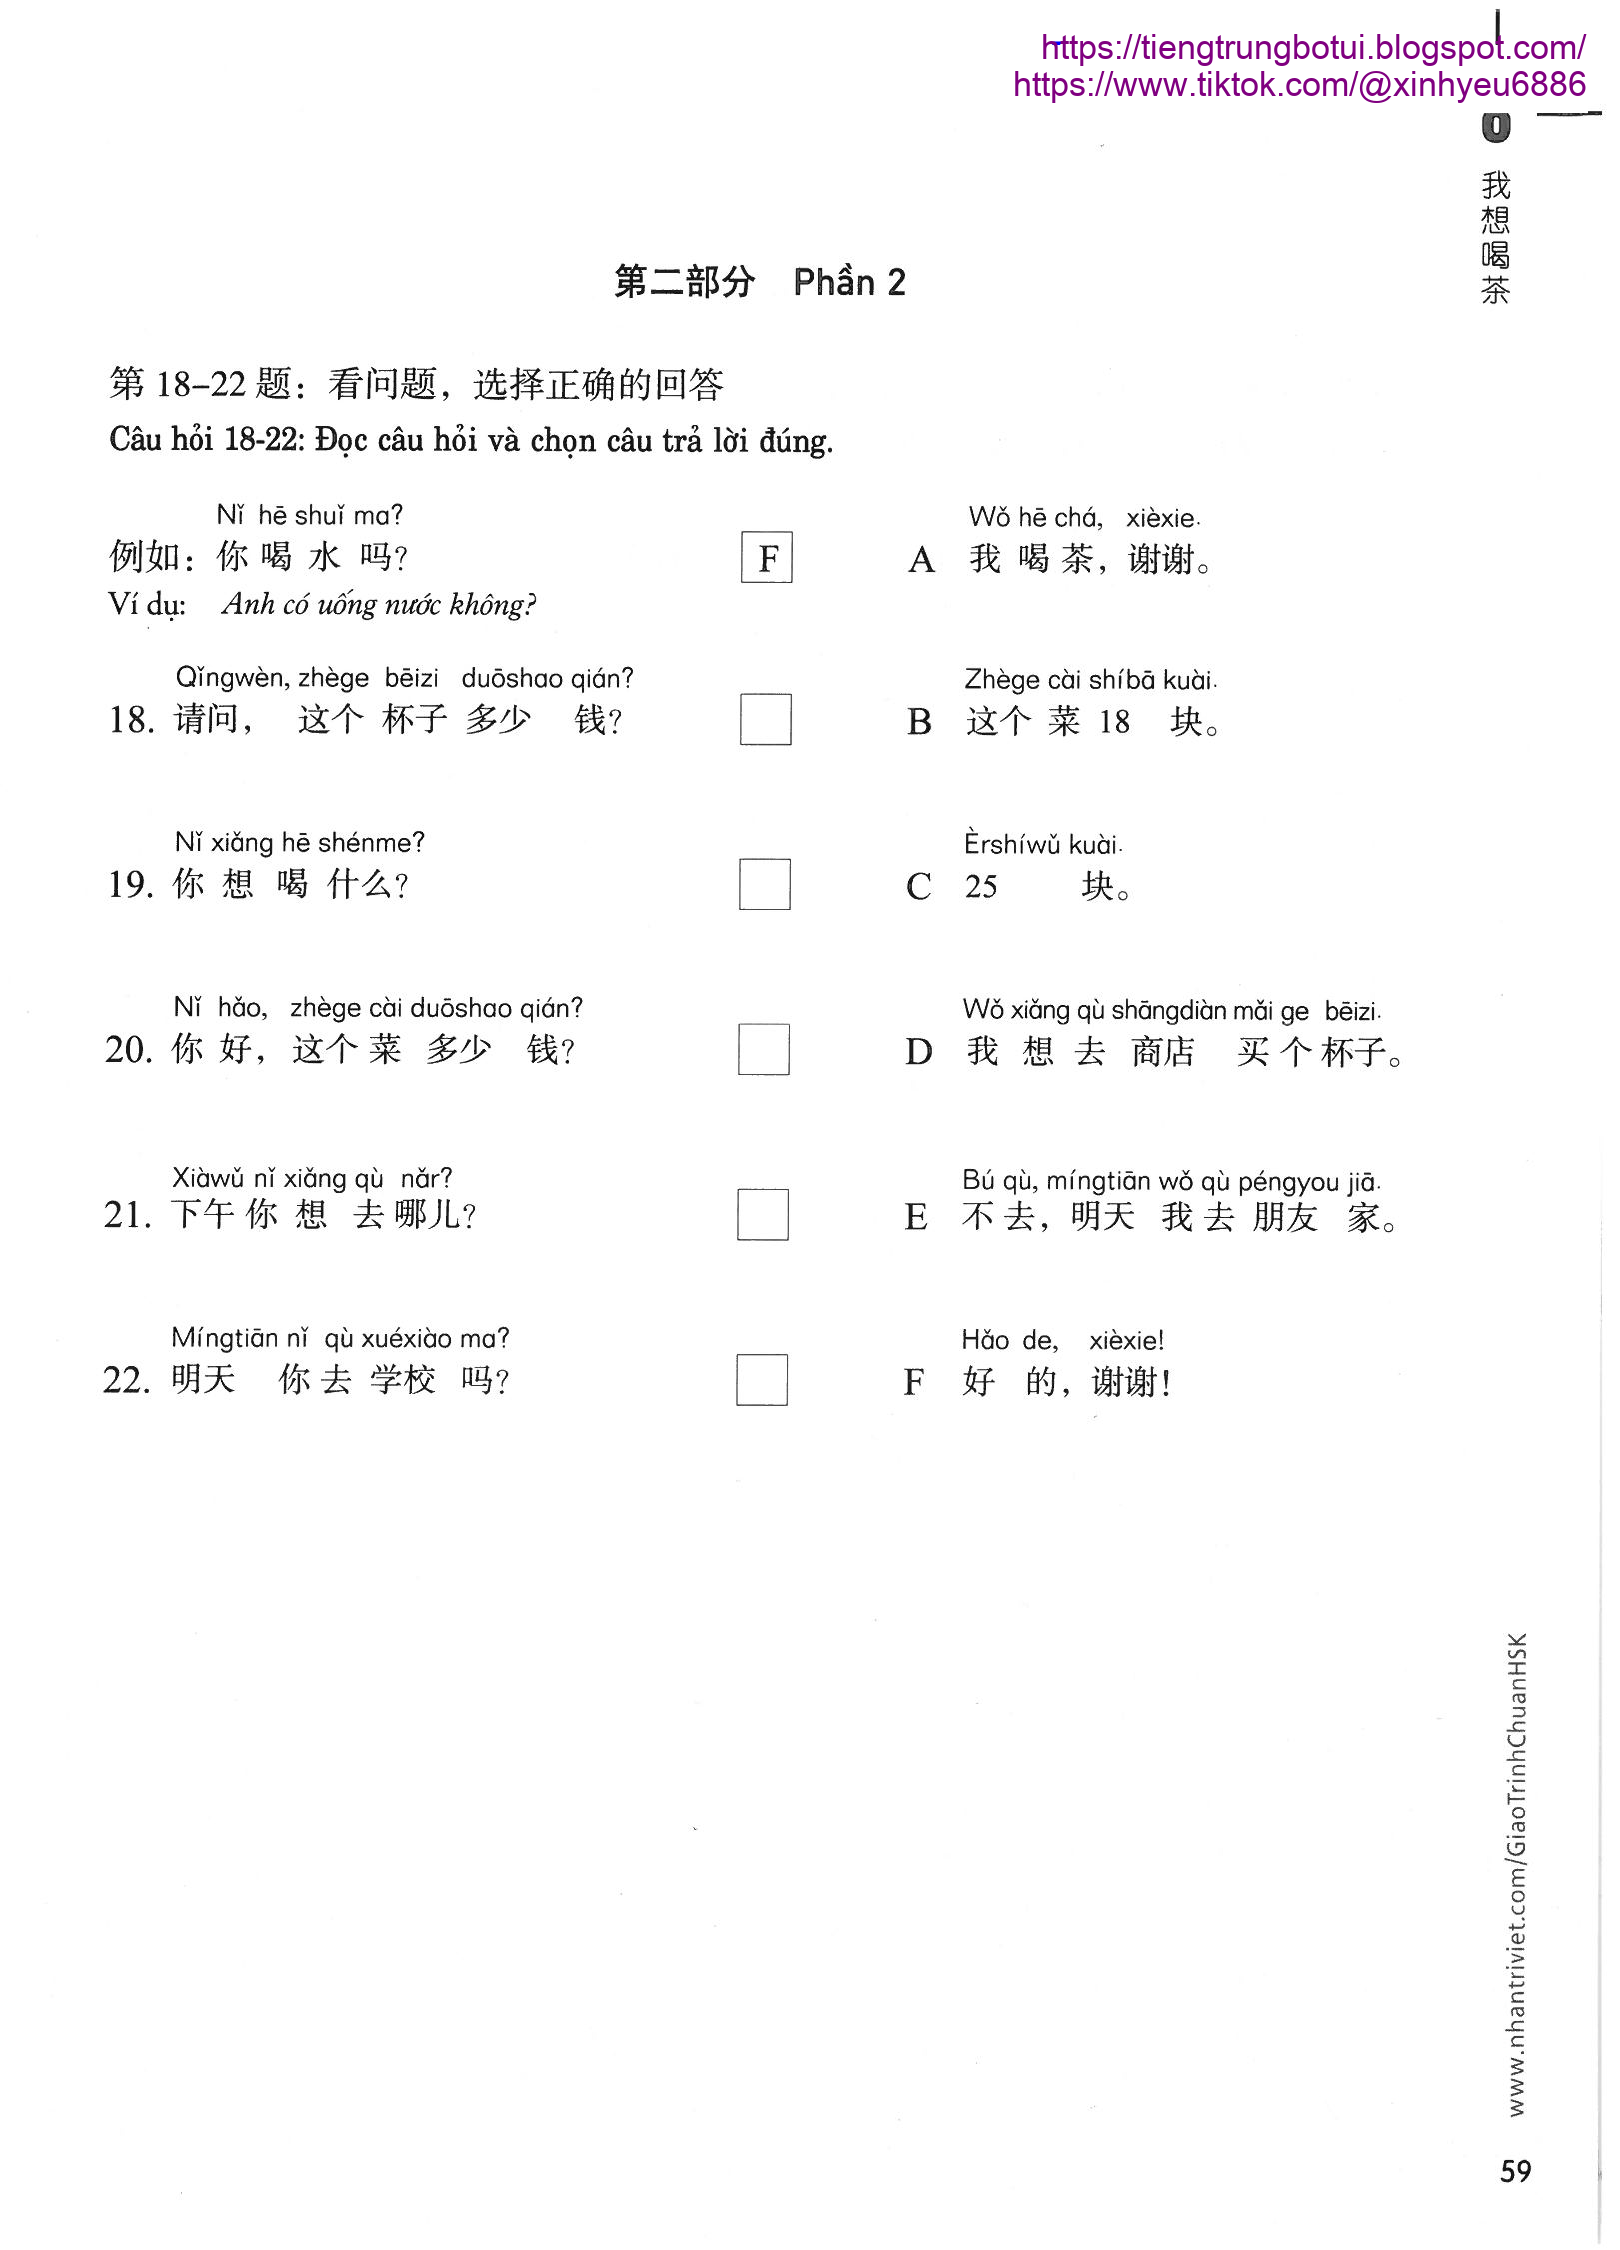 https://tiengtrungbotui.blogspot.com/
https://www.tiktok.com/@xinhyeu6886
我想喝茶
第二部分 Phần 2
第 18–22 题：看问题，选择正确的回答
Câu hỏi 18-22: Đọc câu hỏi và chọn câu trả lời đúng.
Nǐ hē shuǐ ma?
例如：你喝水吗？ F
Ví dụ: Anh có uống nước không?
Wǒ hē chá, xièxie.
A 我喝茶，谢谢。
Qǐngwèn, zhège bēizi duōshao qián?
18. 请问，这个杯子多少钱？
Zhège cài shíbā kuài.
B 这个菜 18 块。
Nǐ xiǎng hē shénme?
19. 你想喝什么？
Èrshíwǔ kuài.
C 25 块。
Nǐ hǎo, zhège cài duōshao qián?
20. 你好，这个菜多少钱？
Wǒ xiǎng qù shāngdiàn mǎi ge bēizi.
D 我想去商店买个杯子。
Xiàwǔ nǐ xiǎng qù nǎr?
21. 下午你想去哪儿？
Bú qù, míngtiān wǒ qù péngyou jiā.
E 不去，明天我去朋友家。
Míngtiān nǐ qù xuéxiào ma?
22. 明天你去学校吗？
Hǎo de, xièxie!
F 好的，谢谢！
www.nhantriviet.com/GiaoTrinhChuanHSK
59